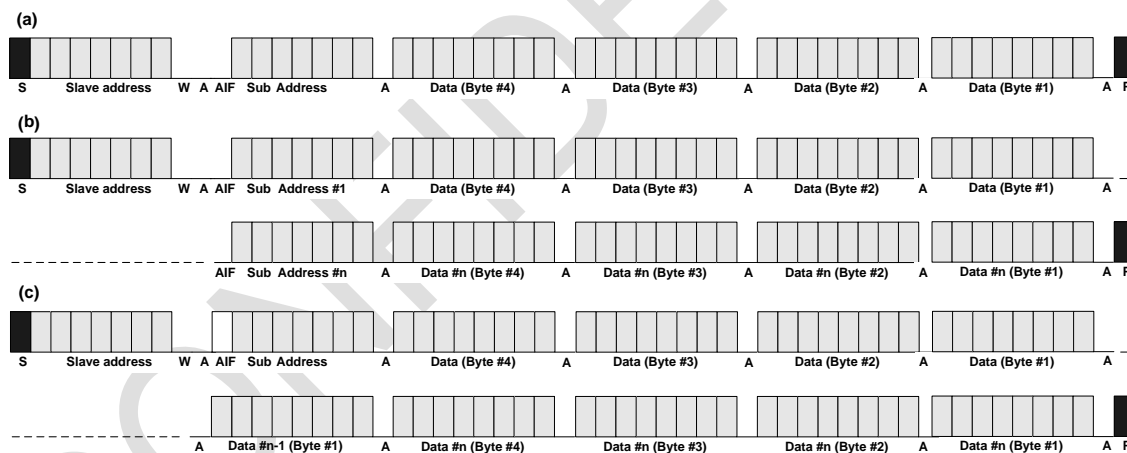 (a)
S Slave address W A AIF Sub Address A Data (Byte #4) A Data (Byte #3) A Data (Byte #2) A Data (Byte #1) A P
(b)
S Slave address W A AIF Sub Address #1 A Data (Byte #4) A Data (Byte #3) A Data (Byte #2) A Data (Byte #1) A
AIF Sub Address #n A Data #n (Byte #4) A Data #n (Byte #3) A Data #n (Byte #2) A Data #n (Byte #1) A P
(c)
S Slave address W A AIF Sub Address A Data (Byte #4) A Data (Byte #3) A Data (Byte #2) A Data (Byte #1) A
A Data #n-1 (Byte #1) A Data #n (Byte #4) A Data #n (Byte #3) A Data #n (Byte #2) A Data #n (Byte #1) A P